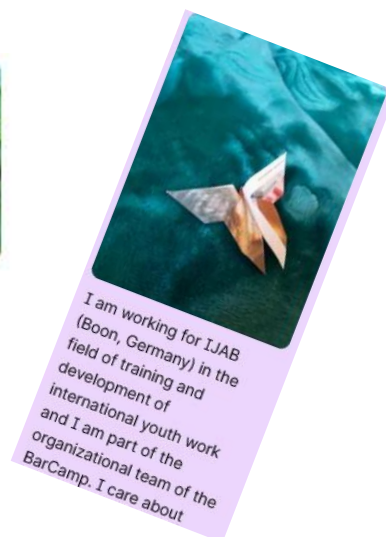 I am working for IJAB
(Boon, Germany) in the
field of training and
development of
international youth work
and I am part of the
organizational team of the
BarCamp. I care about